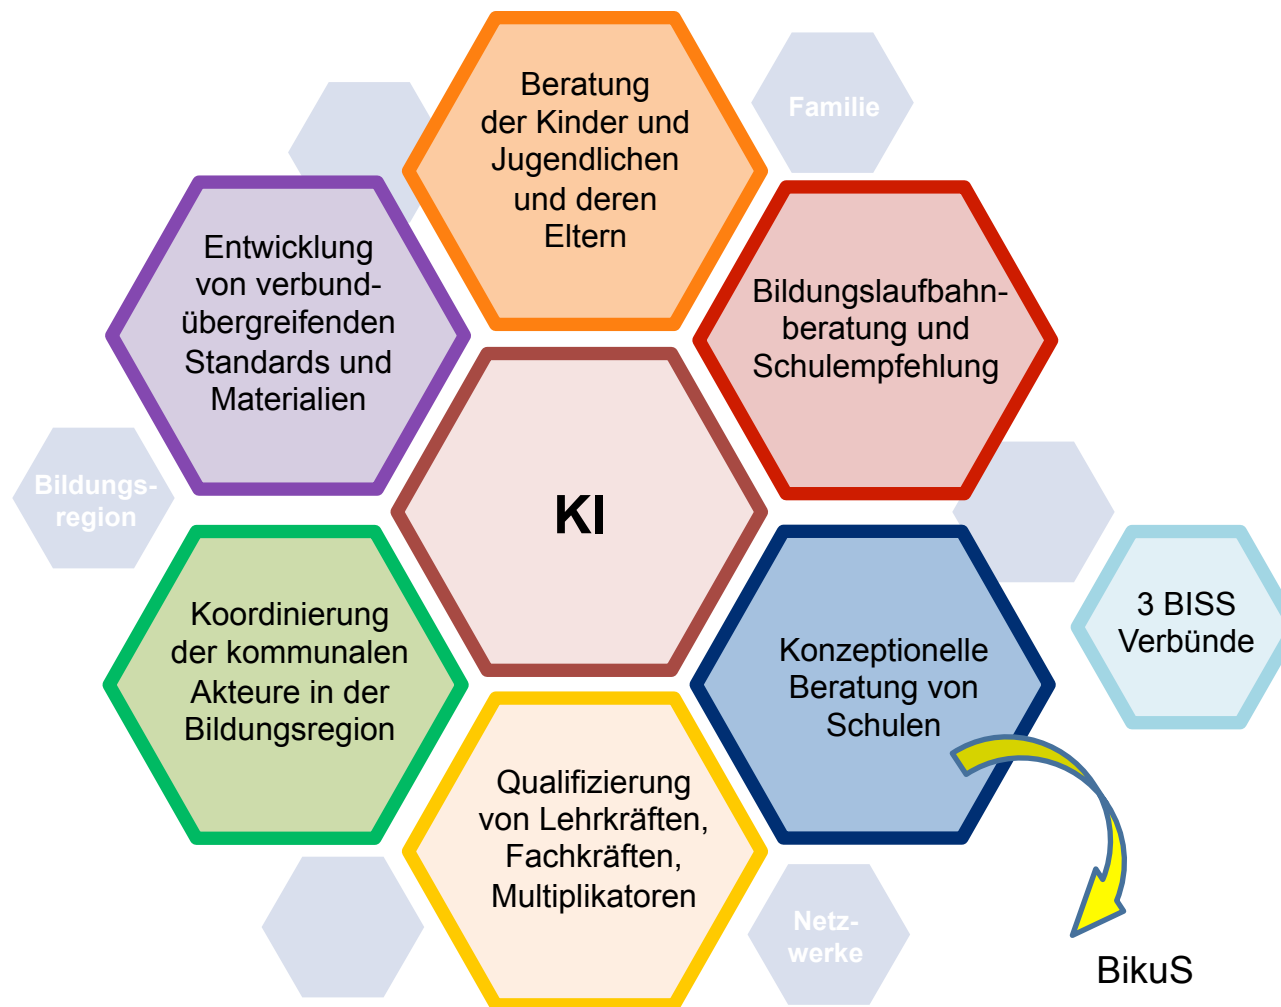 Beratung
der Kinder und
Jugendlichen
und deren
Eltern
Familie
Entwicklung
von verbund-
übergreifenden
Standards und
Materialien
Bildungslaufbahn-
beratung und
Schulempfehlung
Bildungs-
region
KI
Koordinierung
der kommunalen
Akteure in der
Bildungsregion
Konzeptionelle
Beratung von
Schulen
3 BISS
Verbünde
Qualifizierung
von Lehrkräften,
Fachkräften,
Multiplikatoren
Netz-
werke
BikuS